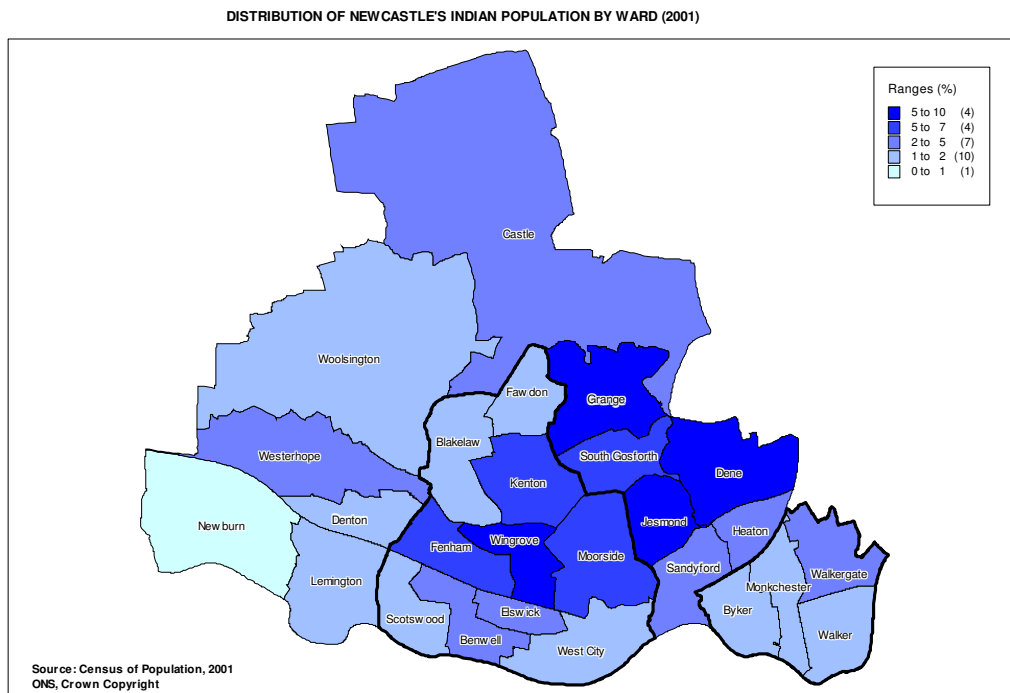 DISTRIBUTION OF NEWCASTLE'S INDIAN POPULATION BY WARD (2001)
Ranges (%)
5 to 10 (4)
5 to 7 (4)
2 to 5 (7)
1 to 2 (10)
0 to 1 (1)
Castle
Woolsington
Fawdon
Grange
Blakelaw
Westerhope
South Gosforth
Dene
Kenton
Newburn
Denton
Jesmond
Heaton
Fenham
Wingrove
Moorside
Sandyford
Walkergate
Lemington
Monkchester
Scotswood
Elswick
Byker
Benwell
West City
Walker
Source: Census of Population, 2001
ONS, Crown Copyright